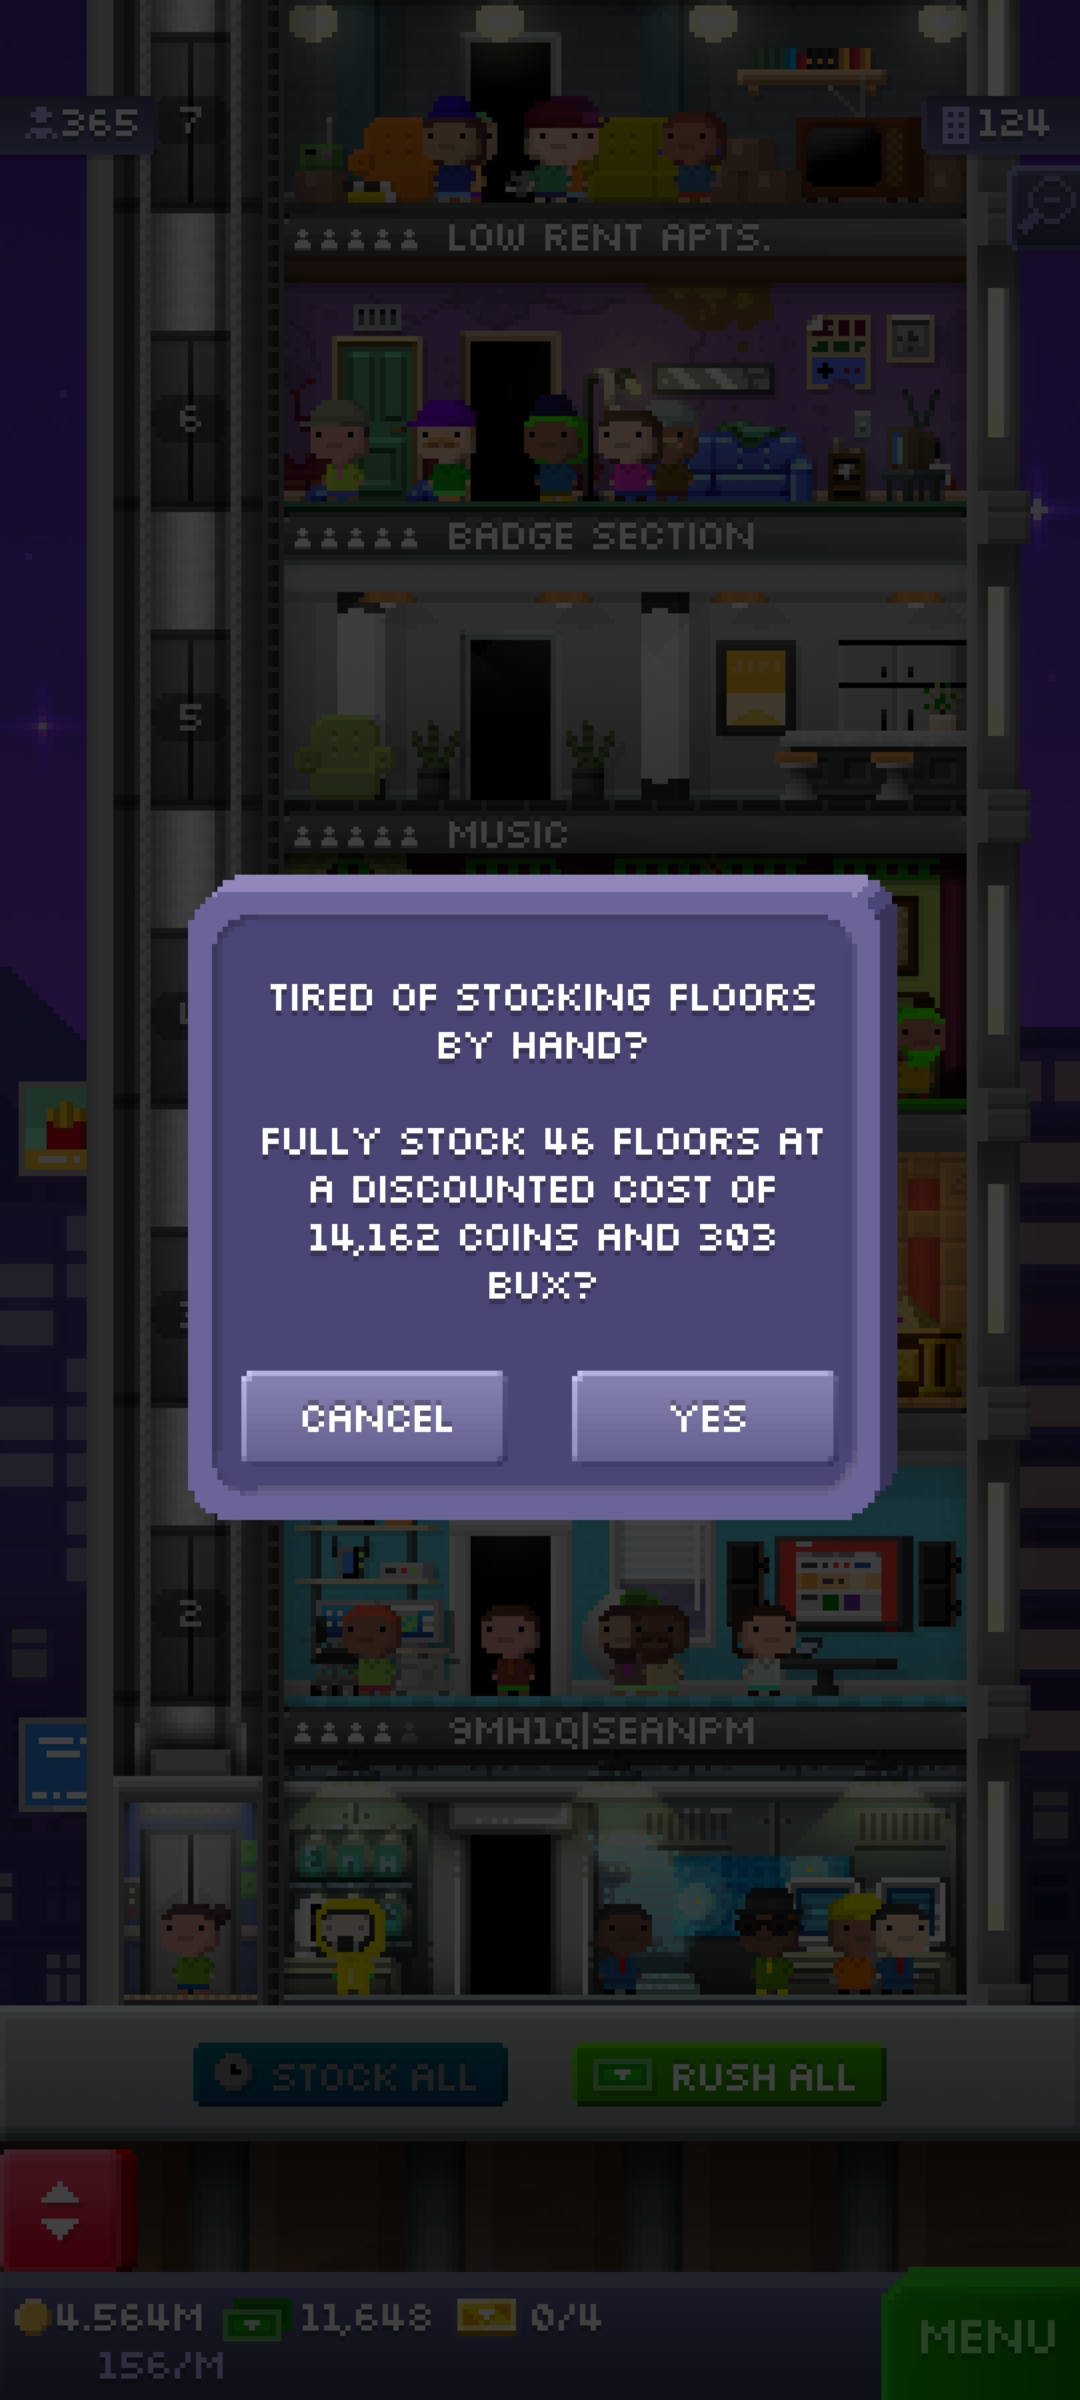 365
7
124
LOW RENT APTS.
6
BADGE SECTION
5
MUSIC
TIRED OF STOCKING FLOORS
BY HAND?
FULLY STOCK 46 FLOORS AT
A DISCOUNTED COST OF
14,162 COINS AND 303
BUX?
3
CANCEL
YES
2
9MH1Q|SEANPM
STOCK ALL
RUSH ALL
4.564M
11,648
0/4
156/M
MENU